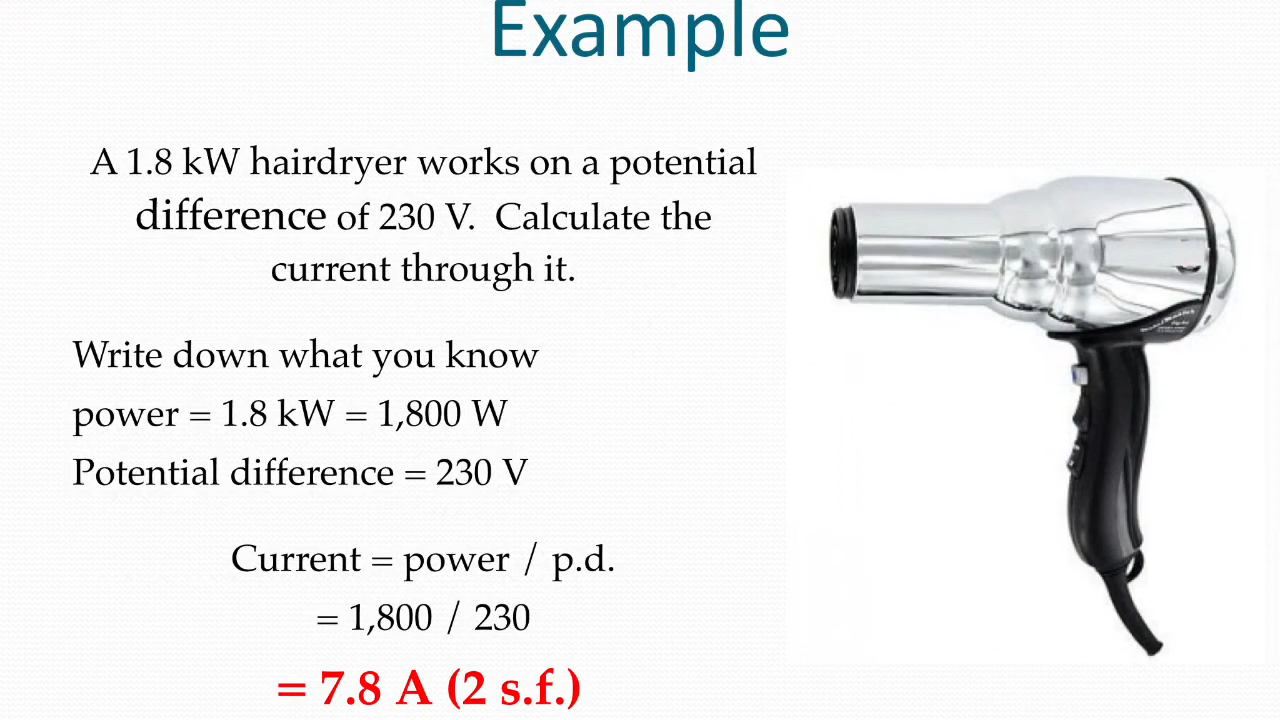 Example
A 1.8 kW hairdryer works on a potential
difference of 230 V.  Calculate the
current through it.
Write down what you know
power = 1.8 kW = 1,800 W
Potential difference = 230 V
Current = power / p.d.
= 1,800 / 230
= 7.8 A (2 s.f.)